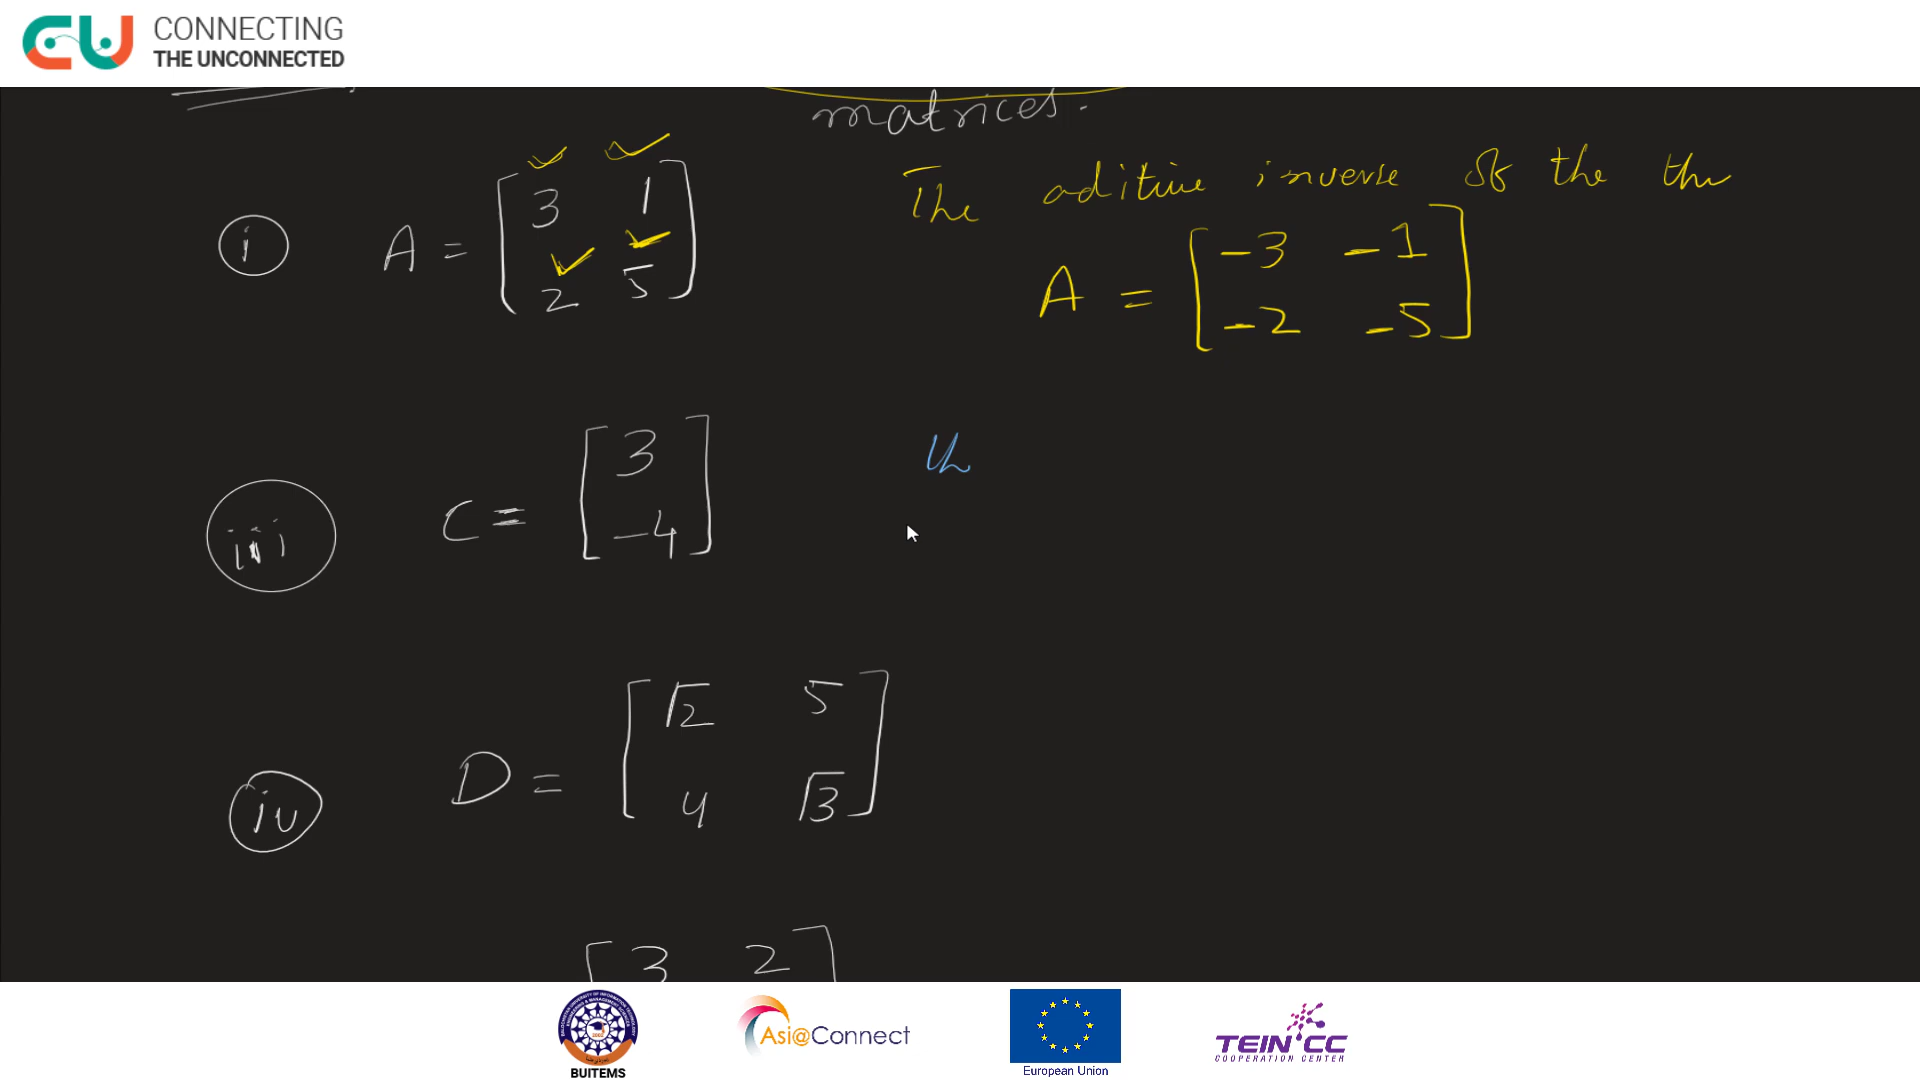 CONNECTING
THE UNCONNECTED
matrices.
i A = [ 3 1
2 5 ]
The aditive inverse of the the
A = [ -3 -1
-2 -5 ]
iii C = [ 3
-4 ]
th
iv D = [ √2 5
4 √3 ]
[ 3 2 ]
BUITEMS
Asi@Connect
European Union
TEIN*CC
COOPERATION CENTER